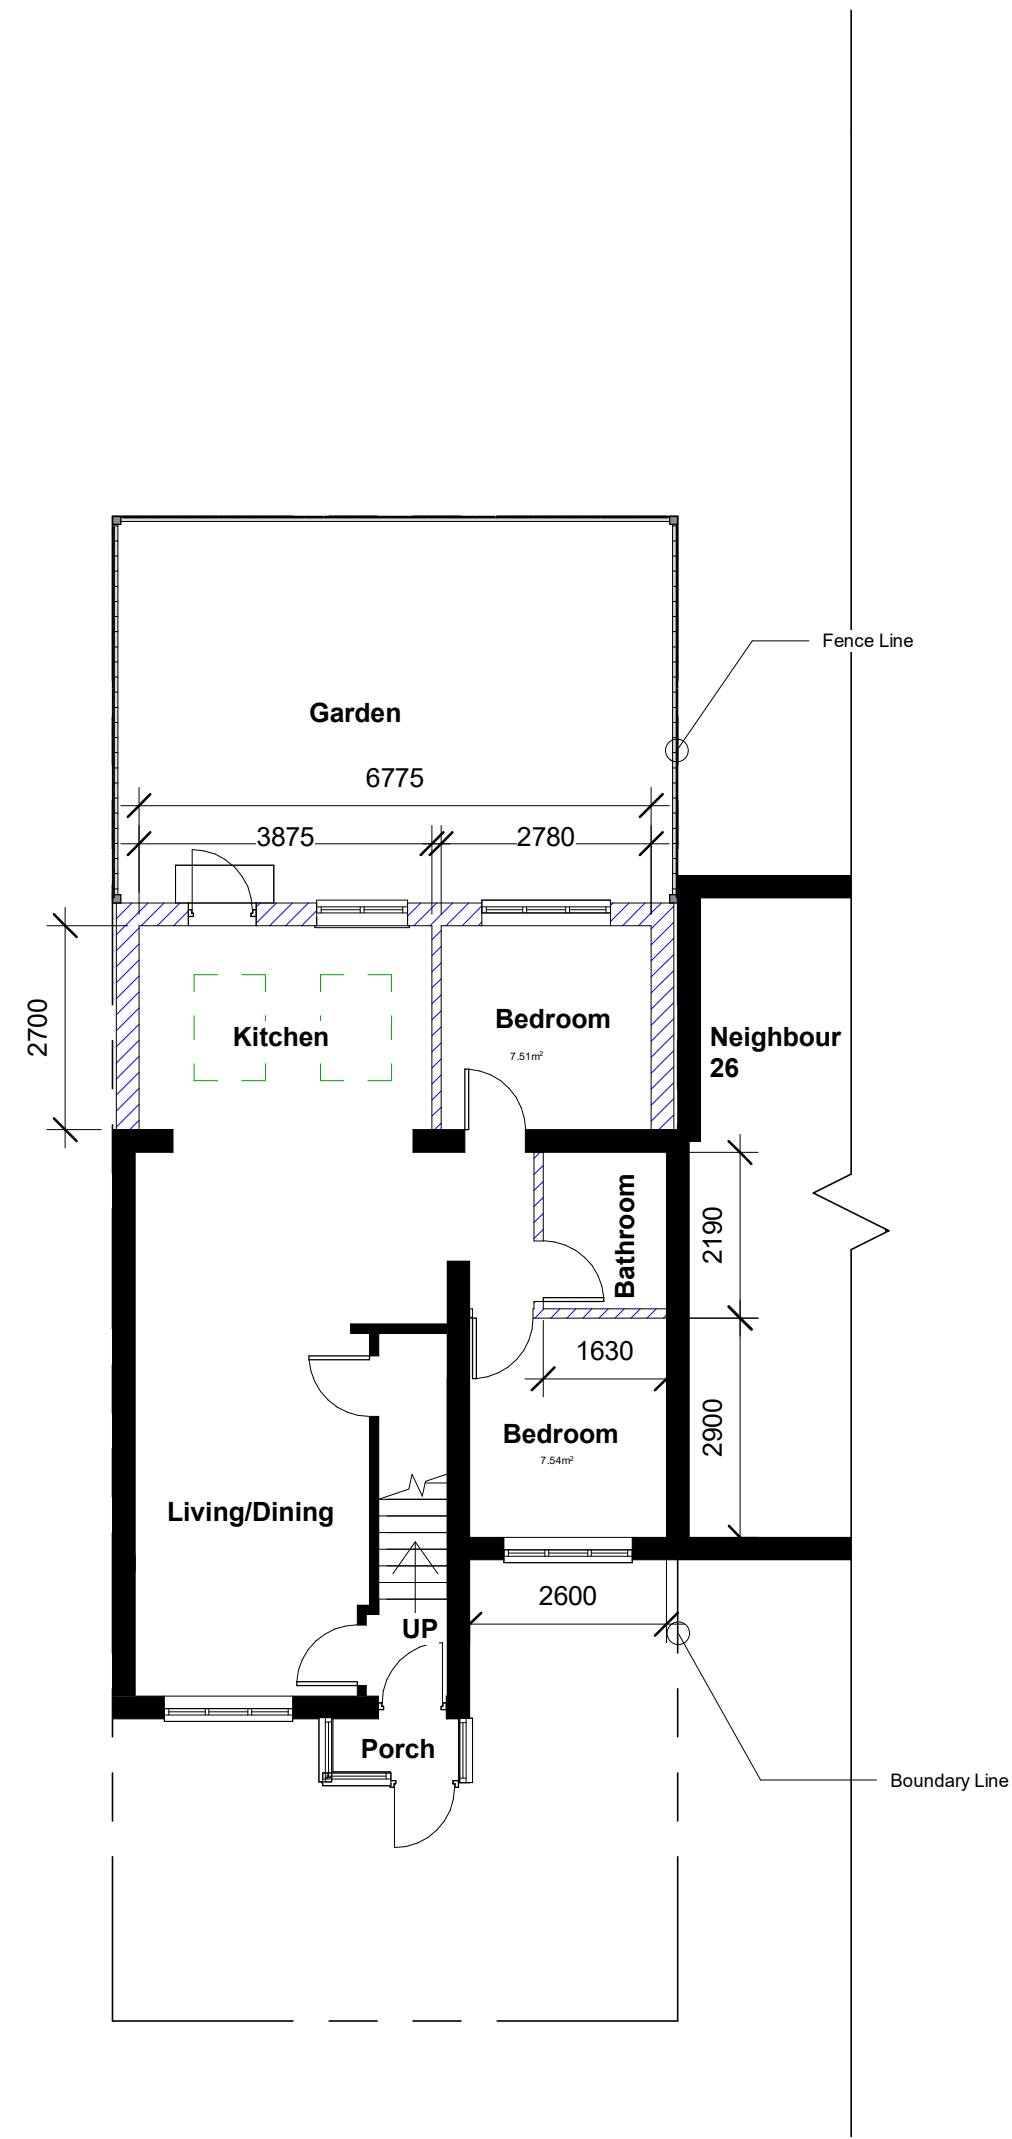 Fence Line
Garden
6775
3875
2780
2700
Kitchen
Bedroom
7.51m²
Neighbour
26
Bathroom
2190
1630
2900
Bedroom
7.54m²
Living/Dining
2600
UP
Porch
Boundary Line